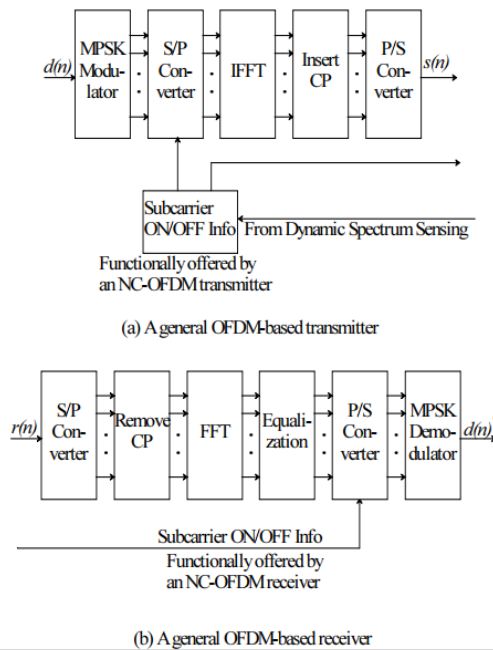 d(n)
MPSK
Modu-
lator
S/P
Con-
verter
IFFT
Insert
CP
P/S
Con-
verter
s(n)
Subcarrier
ON/OFF Info
From Dynamic Spectrum Sensing
Functionally offered by
an NC-OFDM transmitter
(a) A general OFDM-based transmitter
r(n)
S/P
Con-
verter
Remove
CP
FFT
Equali-
zation
P/S
Con-
verter
MPSK
Demo-
dulator
d(n)
Subcarrier ON/OFF Info
Functionally offered by
an NC-OFDM receiver
(b) A general OFDM-based receiver